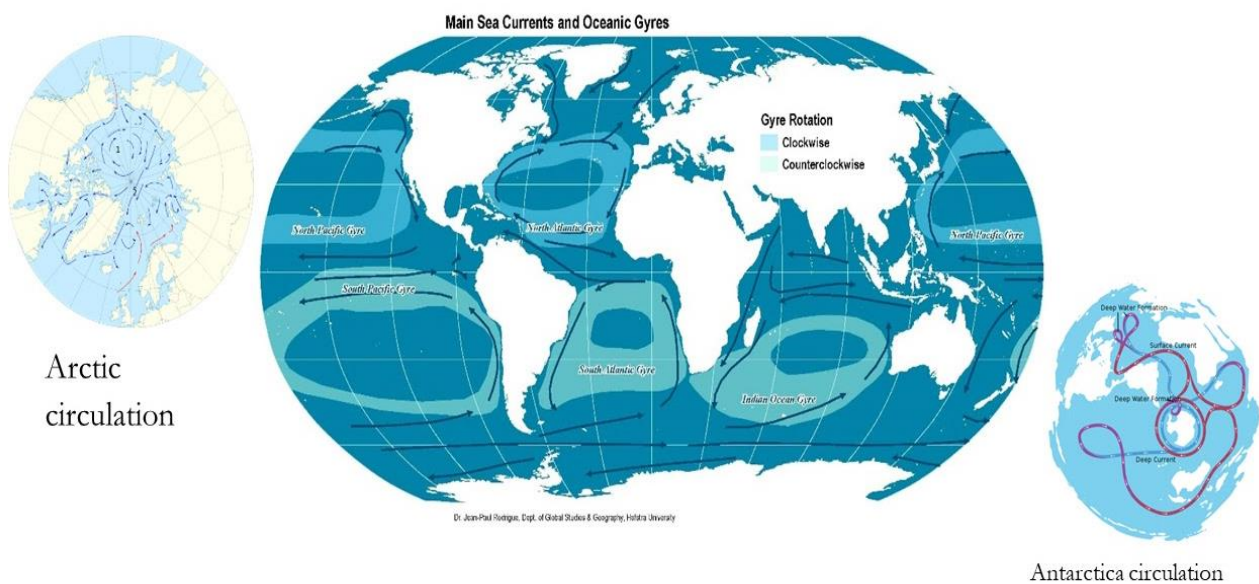 Main Sea Currents and Oceanic Gyres
Gyre Rotation
Clockwise
Counterclockwise
North Pacific Gyre
North Atlantic Gyre
North Pacific Gyre
South Pacific Gyre
South Atlantic Gyre
Indian Ocean Gyre
Dr. Jean-Paul Rodrigue, Dept. of Global Studies & Geography, Hofstra University
1
Arctic
circulation
Deep Water Formation
Surface Current
Deep Water Formation
Deep Current
Antarctica circulation